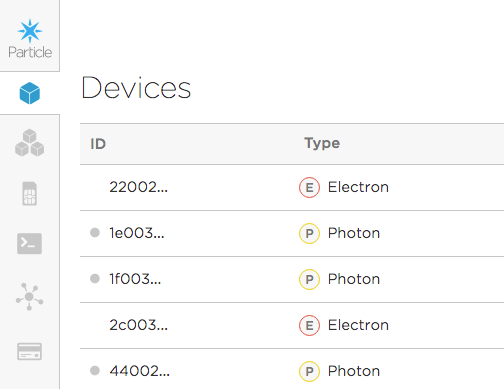 Particle
Devices
ID Type
22002... E Electron
1e003... P Photon
1f003... P Photon
2c003... E Electron
44002... P Photon